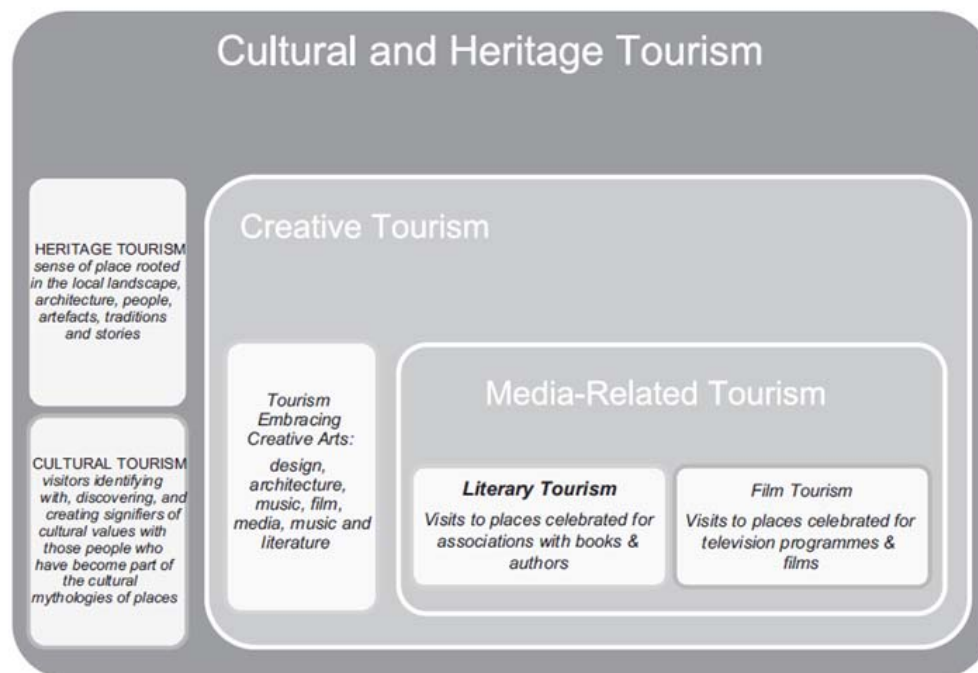 Cultural and Heritage Tourism
HERITAGE TOURISM
sense of place rooted
in the local landscape,
architecture, people,
artefacts, traditions
and stories
CULTURAL TOURISM
visitors identifying
with, discovering, and
creating signifiers of
cultural values with
those people who
have become part of
the cultural
mythologies of places
Creative Tourism
Tourism
Embracing
Creative Arts:
design,
architecture,
music, film,
media, music and
literature
Media-Related Tourism
Literary Tourism
Visits to places celebrated for
associations with books &
authors
Film Tourism
Visits to places celebrated for
television programmes &
films